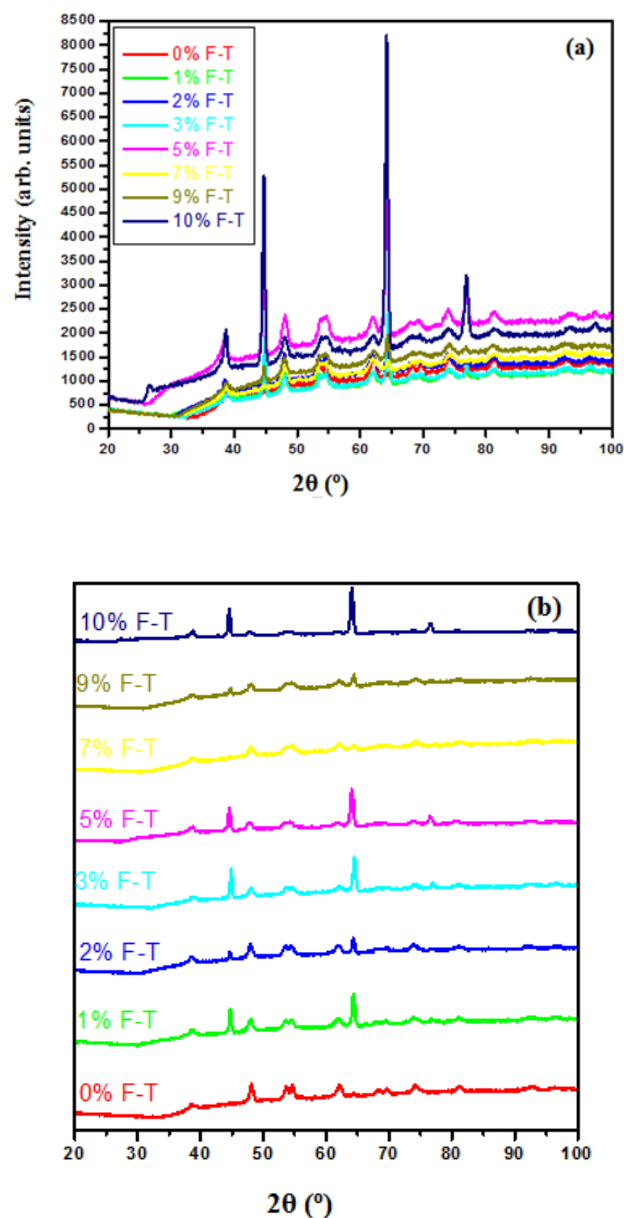 (a)
8500
8000
7500
7000
6500
6000
5500
5000
4500
4000
3500
3000
2500
2000
1500
1000
500
0
Intensity (arb. units)
0% F-T
1% F-T
2% F-T
3% F-T
5% F-T
7% F-T
9% F-T
10% F-T
20 30 40 50 60 70 80 90 100
2θ (º)
(b)
10% F-T
9% F-T
7% F-T
5% F-T
3% F-T
2% F-T
1% F-T
0% F-T
20 30 40 50 60 70 80 90 100
2θ (º)